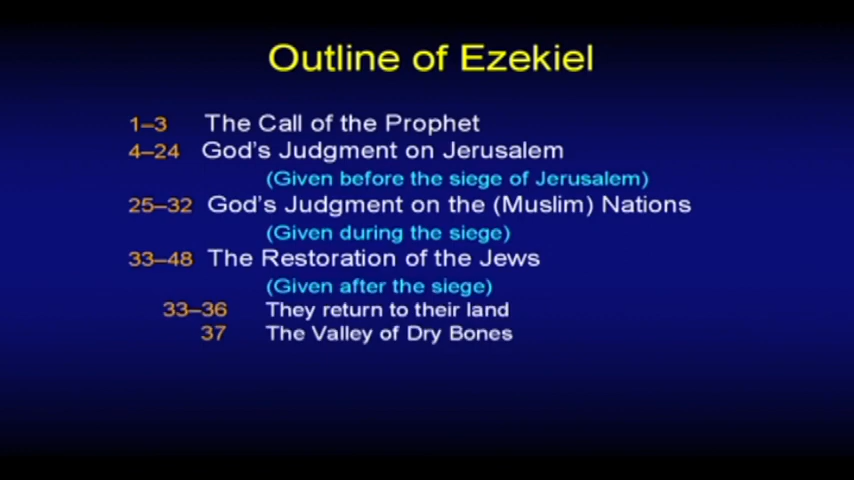 Outline of Ezekiel
1–3 The Call of the Prophet
4–24 God's Judgment on Jerusalem
(Given before the siege of Jerusalem)
25–32 God's Judgment on the (Muslim) Nations
(Given during the siege)
33–48 The Restoration of the Jews
(Given after the siege)
33–36 They return to their land
37 The Valley of Dry Bones